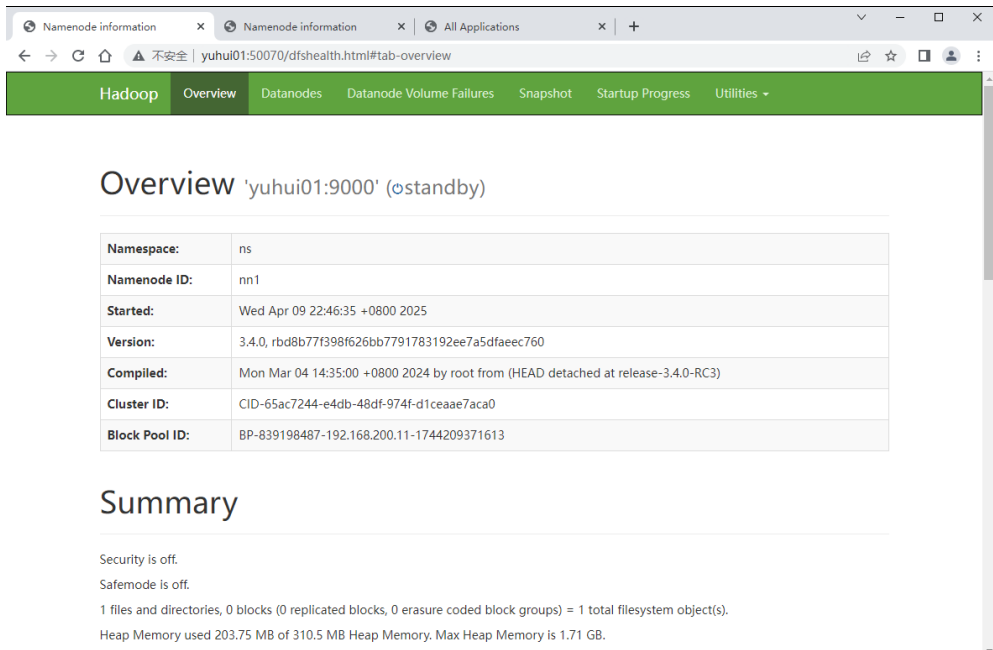 Namenode information Namenode information All Applications
不安全 yuhui01:50070/dfshealth.html#tab-overview
Hadoop Overview Datanodes Datanode Volume Failures Snapshot Startup Progress Utilities
Overview 'yuhui01:9000' (standby)
Namespace: ns
Namenode ID: nn1
Started: Wed Apr 09 22:46:35 +0800 2025
Version: 3.4.0, rbd8b77f398f626bb7791783192ee7a5dfaeec760
Compiled: Mon Mar 04 14:35:00 +0800 2024 by root from (HEAD detached at release-3.4.0-RC3)
Cluster ID: CID-65ac7244-e4db-48df-974f-d1ceaae7aca0
Block Pool ID: BP-839198487-192.168.200.11-1744209371613
Summary
Security is off.
Safemode is off.
1 files and directories, 0 blocks (0 replicated blocks, 0 erasure coded block groups) = 1 total filesystem object(s).
Heap Memory used 203.75 MB of 310.5 MB Heap Memory. Max Heap Memory is 1.71 GB.